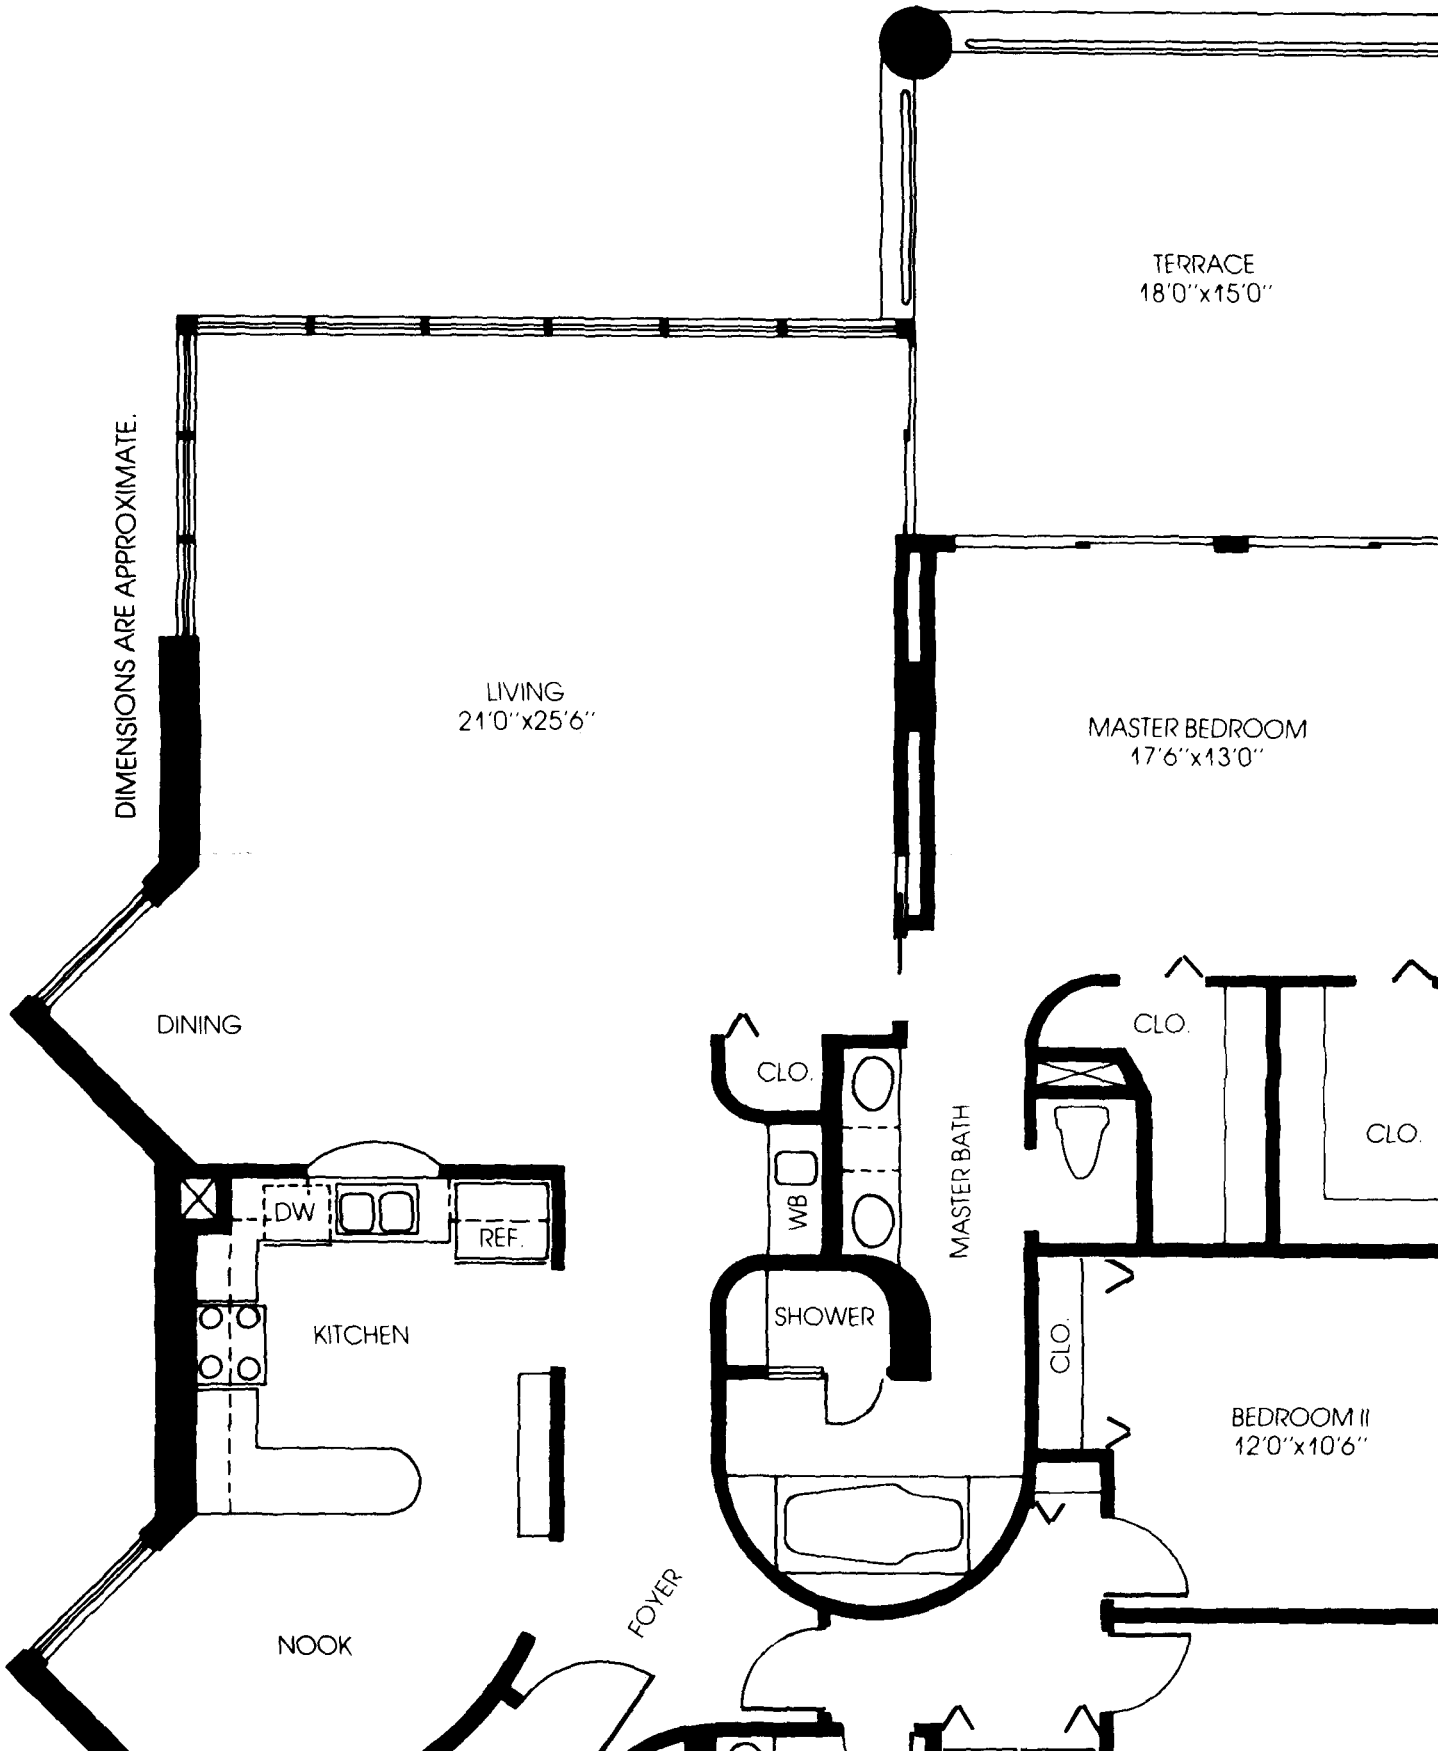 TERRACE
18'0"x15'0"
DIMENSIONS ARE APPROXIMATE.
LIVING
21'0"x25'6"
MASTER BEDROOM
17'6"x13'0"
DINING
CLO.
CLO.
CLO.
MASTER BATH
WB
DW
REF.
KITCHEN
SHOWER
CLO.
BEDROOM II
12'0"x10'6"
FOYER
NOOK